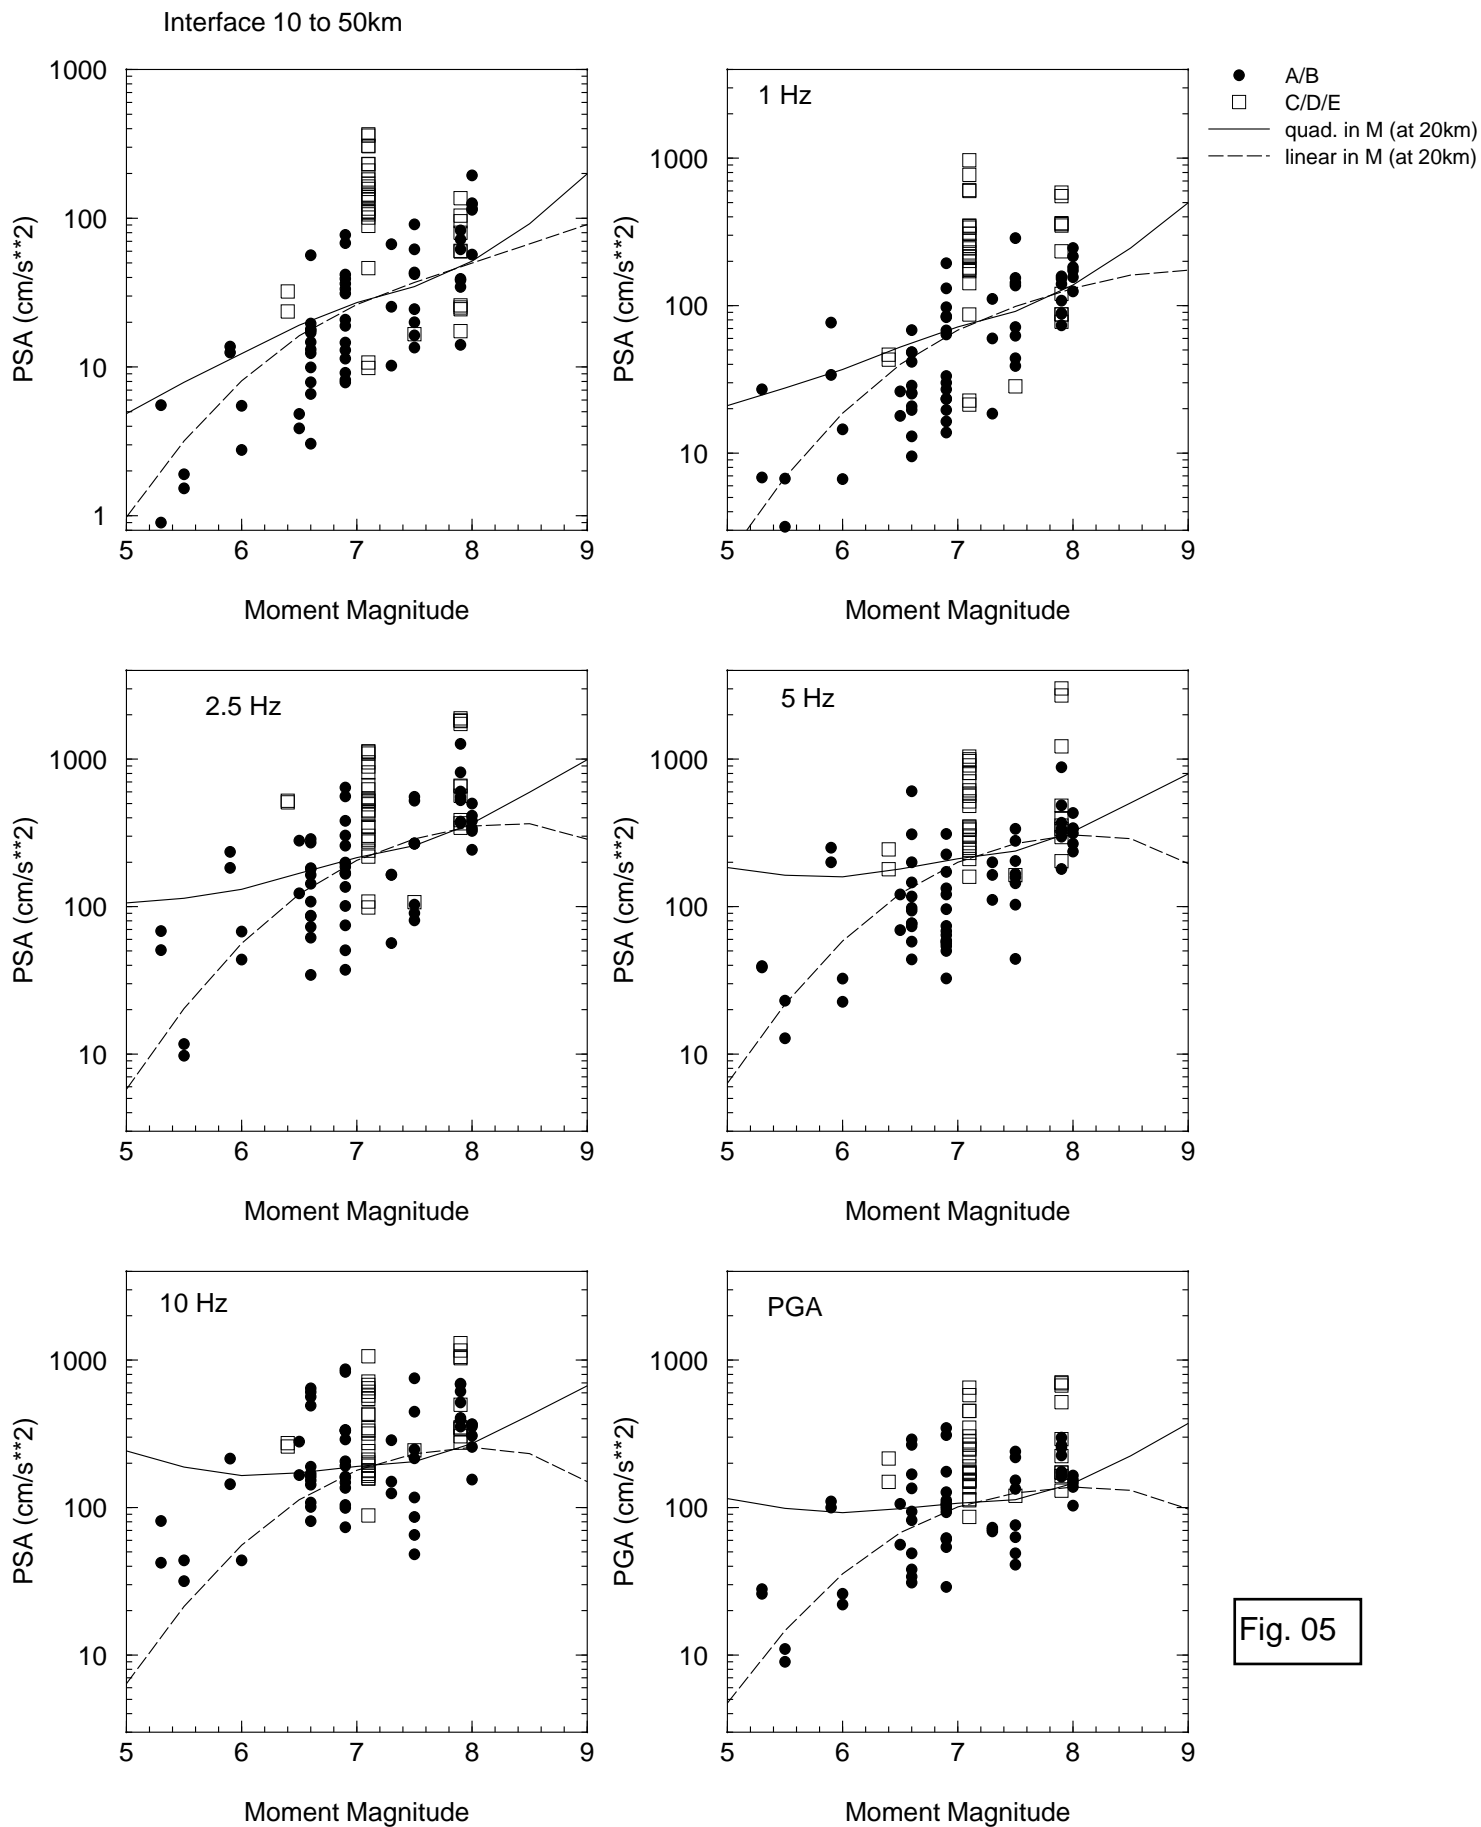 Interface 10 to 50km
A/B
C/D/E
quad. in M (at 20km)
linear in M (at 20km)
1000
100
10
1
PSA (cm/s**2)
5 6 7 8 9
Moment Magnitude
1 Hz
1000
100
10
PSA (cm/s**2)
5 6 7 8 9
Moment Magnitude
2.5 Hz
1000
100
10
PSA (cm/s**2)
5 6 7 8 9
Moment Magnitude
5 Hz
1000
100
10
PSA (cm/s**2)
5 6 7 8 9
Moment Magnitude
10 Hz
1000
100
10
PSA (cm/s**2)
5 6 7 8 9
Moment Magnitude
PGA
1000
100
10
PGA (cm/s**2)
5 6 7 8 9
Moment Magnitude
Fig. 05